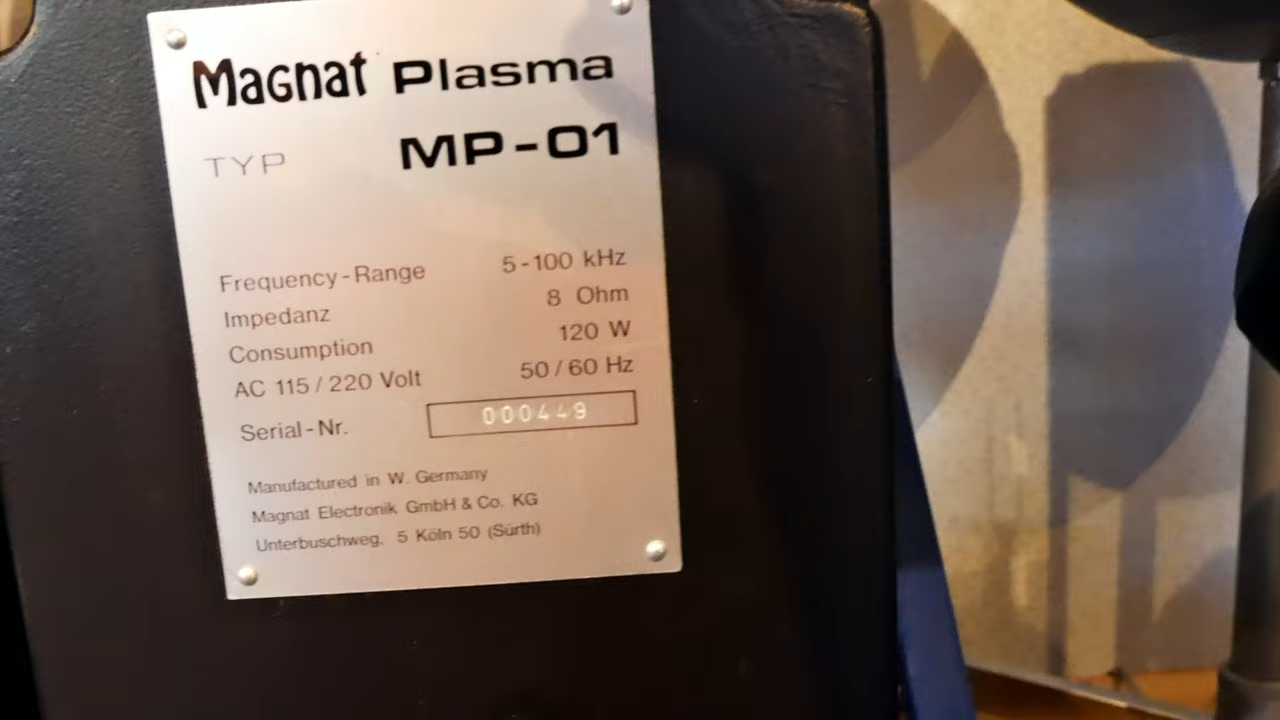 Magnat Plasma
TYP MP-01
Frequency-Range 5-100 kHz
Impedanz 8 Ohm
Consumption 120 W
AC 115/220 Volt 50/60 Hz
Serial-Nr. 000449
Manufactured in W. Germany
Magnat Electronik GmbH & Co. KG
Unterbuschweg, 5 Köln 50 (Sürth)